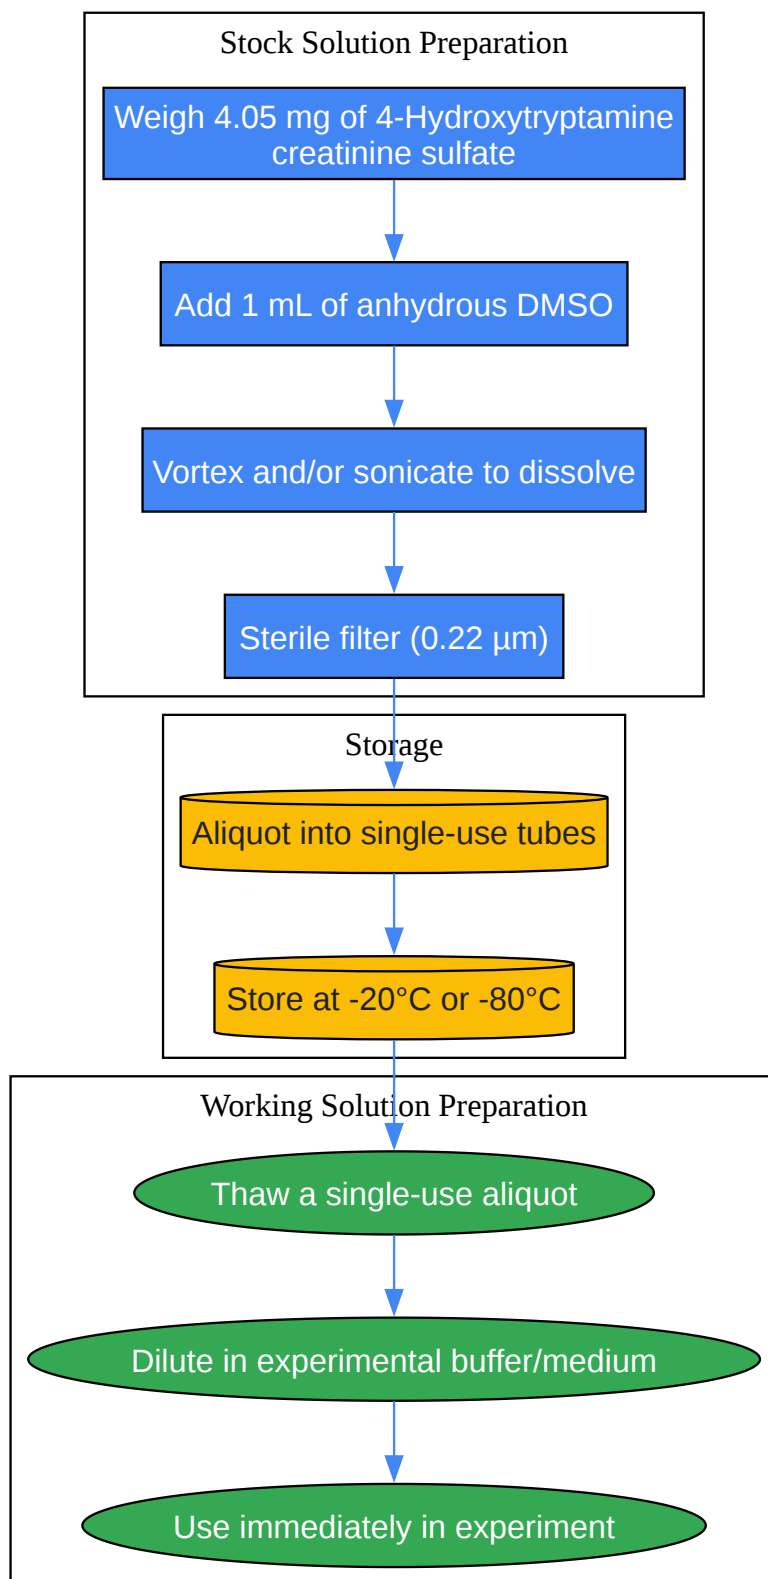 Stock Solution Preparation
Weigh 4.05 mg of 4-Hydroxytryptamine
creatinine sulfate
Add 1 mL of anhydrous DMSO
Vortex and/or sonicate to dissolve
Sterile filter (0.22 µm)
Storage
Aliquot into single-use tubes
Store at -20°C or -80°C
Working Solution Preparation
Thaw a single-use aliquot
Dilute in experimental buffer/medium
Use immediately in experiment